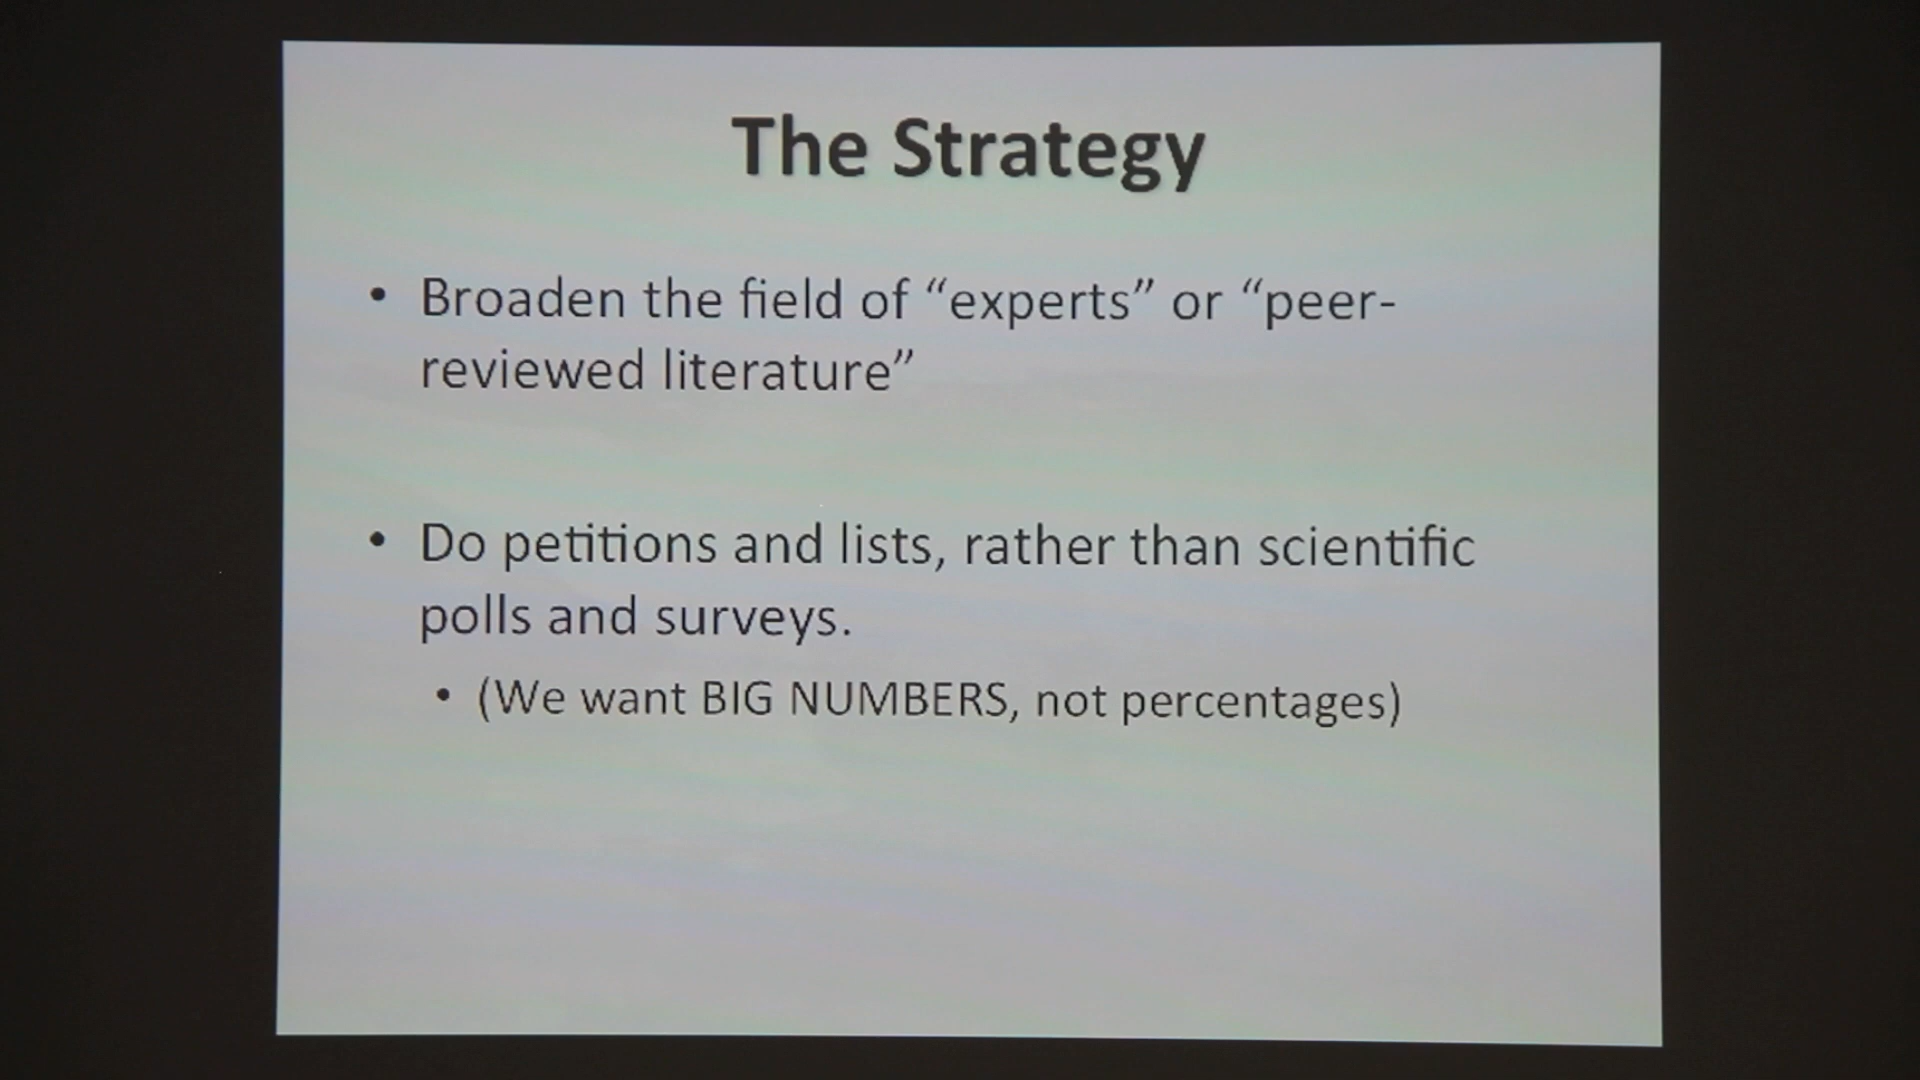 The Strategy
• Broaden the field of “experts” or “peer-
reviewed literature”
• Do petitions and lists, rather than scientific
polls and surveys.
• (We want BIG NUMBERS, not percentages)